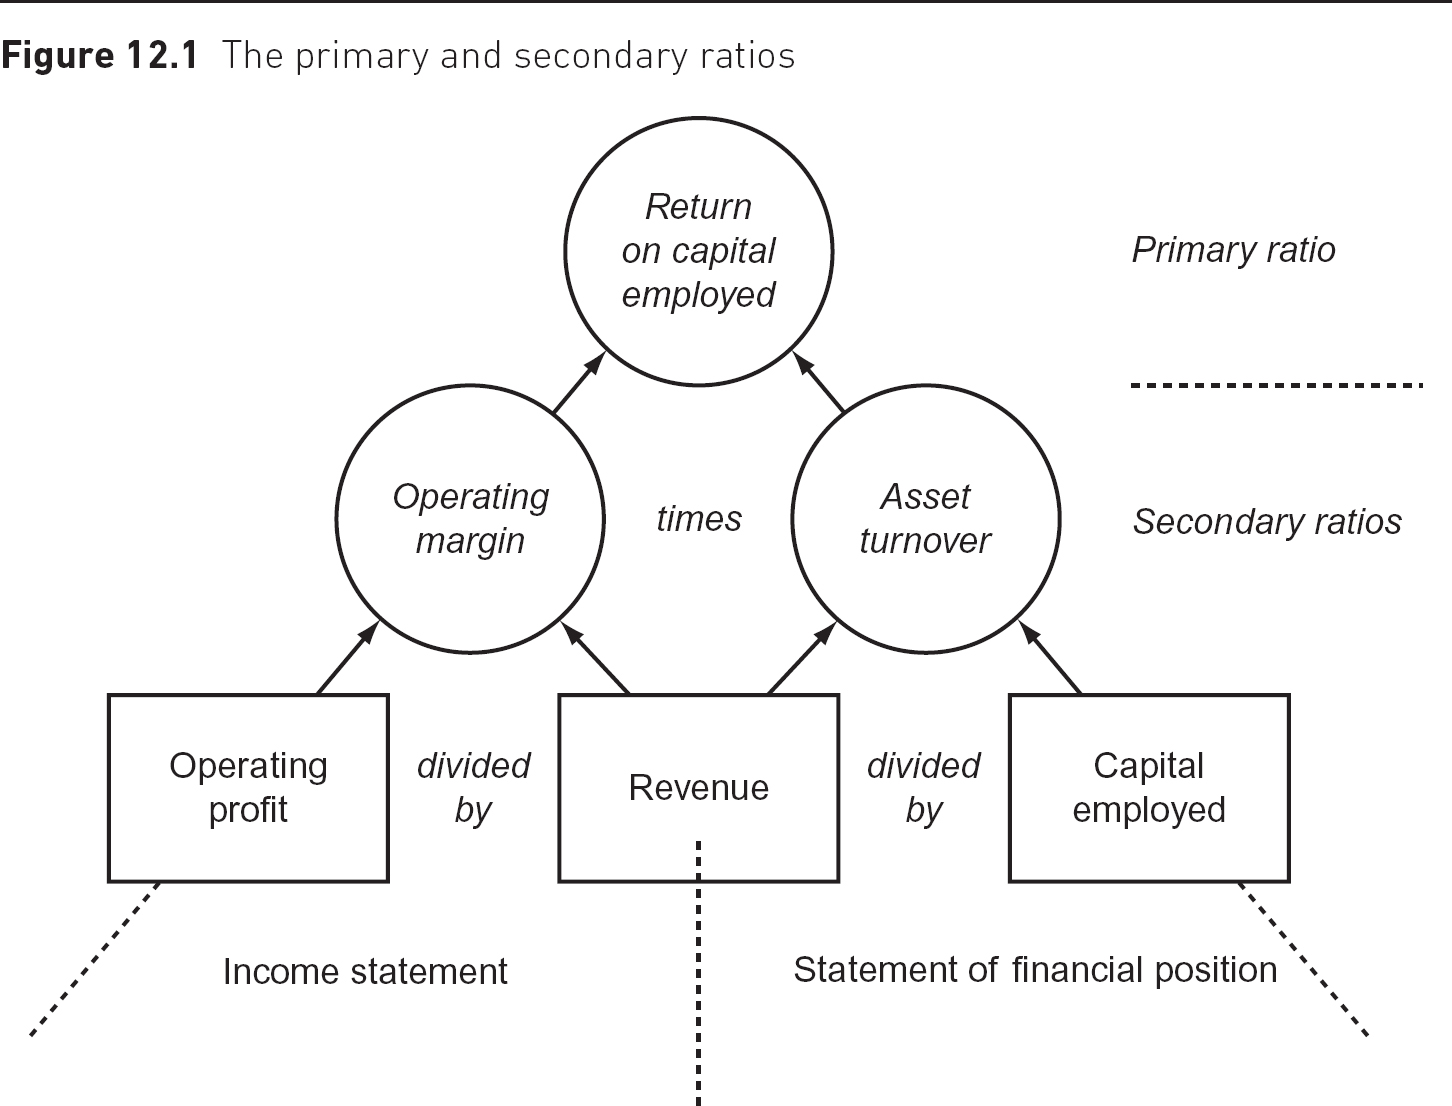 Figure 12.1 The primary and secondary ratios
Return
on capital
employed
Primary ratio
Operating
margin
times
Asset
turnover
Secondary ratios
Operating
profit
divided
by
Revenue
divided
by
Capital
employed
Income statement
Statement of financial position